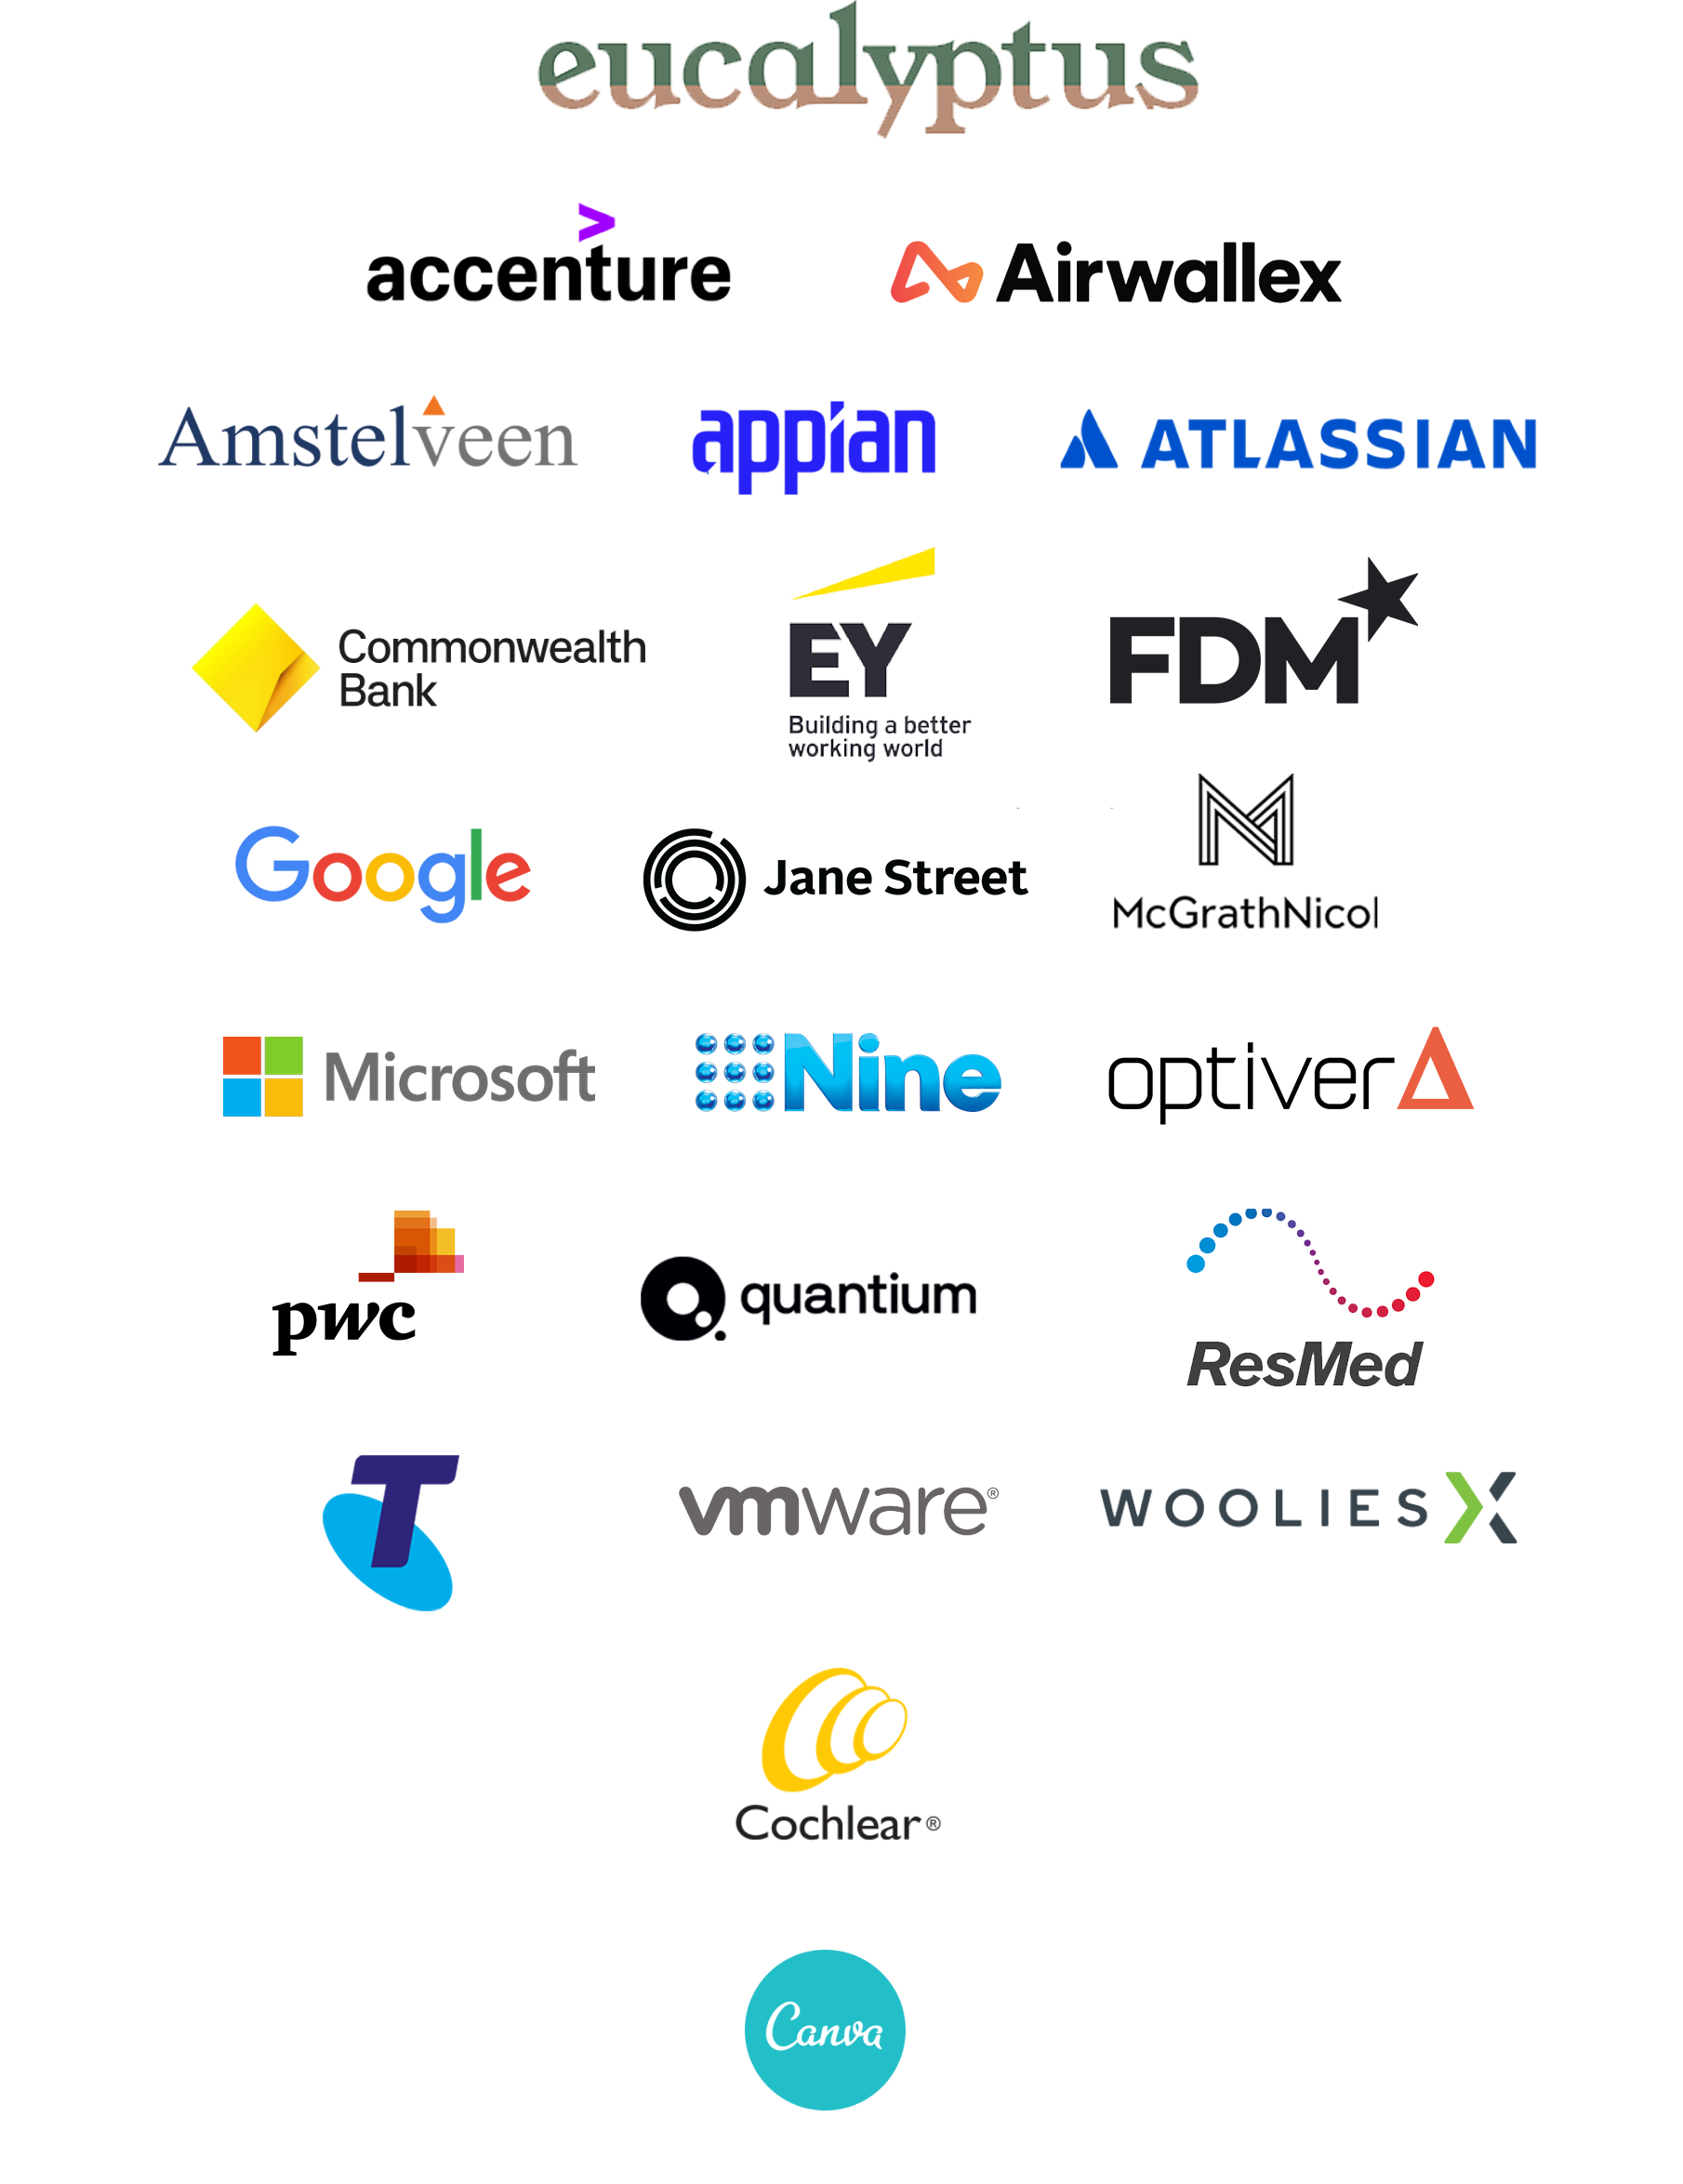 eucalyptus
accenture
Airwallex
Amstelveen
appian
ATLASSIAN
Commonwealth
Bank
EY
Building a better
working world
FDM
Google
Jane Street
McGrathNicol
Microsoft
Nine
optiver
pwc
quantium
ResMed
T
vmware®
WOOLIES X
Cochlear®
Canva